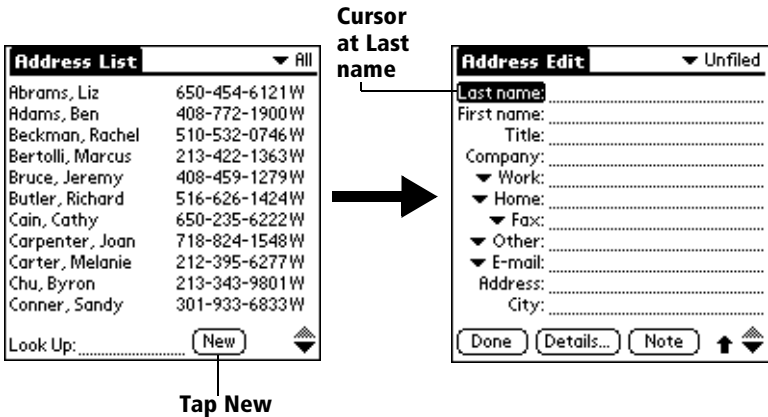 Cursor
at Last
name
Address List ▼ All
Abrams, Liz 650-454-6121W
Adams, Ben 408-772-1900W
Beckman, Rachel 510-532-0746W
Bertolli, Marcus 213-422-1363W
Bruce, Jeremy 408-459-1279W
Butler, Richard 516-626-1424W
Cain, Cathy 650-235-6222W
Carpenter, Joan 718-824-1548W
Carter, Melanie 212-395-6277W
Chu, Byron 213-343-9801W
Conner, Sandy 301-933-6833W
Look Up: New
Tap New
Address Edit ▼ Unfiled
Last name:
First name:
Title:
Company:
▼ Work:
▼ Home:
▼ Fax:
▼ Other:
▼ E-mail:
Address:
City:
Done Details... Note